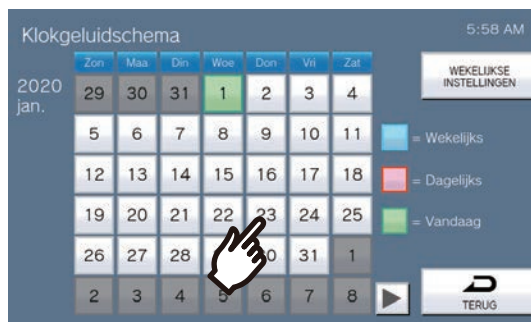 Klokgeluidschema
5:58 AM
2020
jan.
Zon Maa Din Woe Don Vri Zat
29 30 31 1 2 3 4
5 6 7 8 9 10 11
12 13 14 15 16 17 18
19 20 21 22 23 24 25
26 27 28 31 1
2 3 4 5 6 7 8
WEKELIJKSE
INSTELLINGEN
= Wekelijks
= Dagelijks
= Vandaag
TERUG